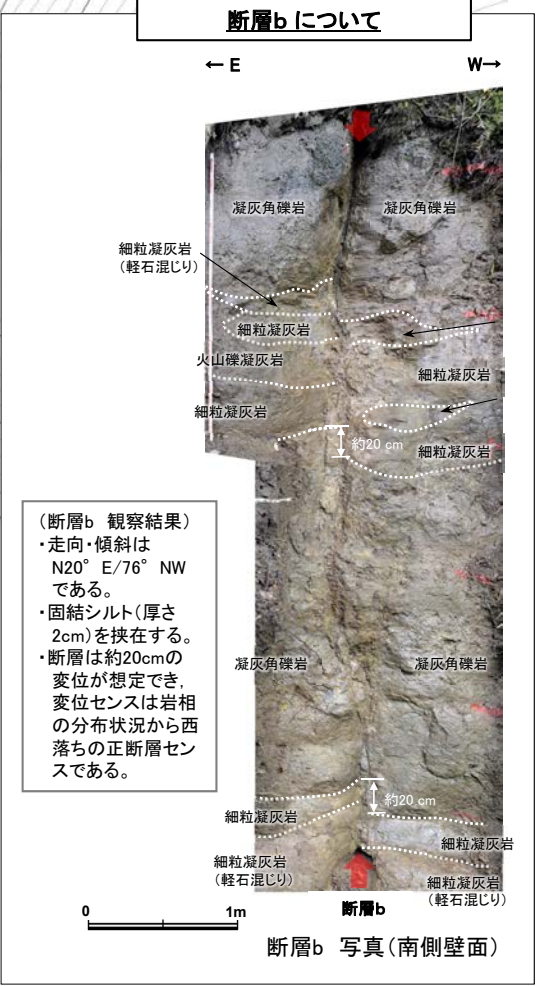 断層b について
← E
W→
凝灰角礫岩
凝灰角礫岩
細粒凝灰岩
(軽石混じり)
細粒凝灰岩
火山礫凝灰岩
細粒凝灰岩
細粒凝灰岩
約20 cm
細粒凝灰岩
(断層b 観察結果)
・走向・傾斜は
N20° E/76° NW
である。
・固結シルト(厚さ
2cm)を挟在する。
・断層は約20cmの
変位が想定でき,
変位センスは岩相
の分布状況から西
落ちの正断層セン
スである。
凝灰角礫岩
凝灰角礫岩
約20 cm
細粒凝灰岩
細粒凝灰岩
細粒凝灰岩
(軽石混じり)
細粒凝灰岩
(軽石混じり)
0
1m
断層b
断層b 写真(南側壁面)